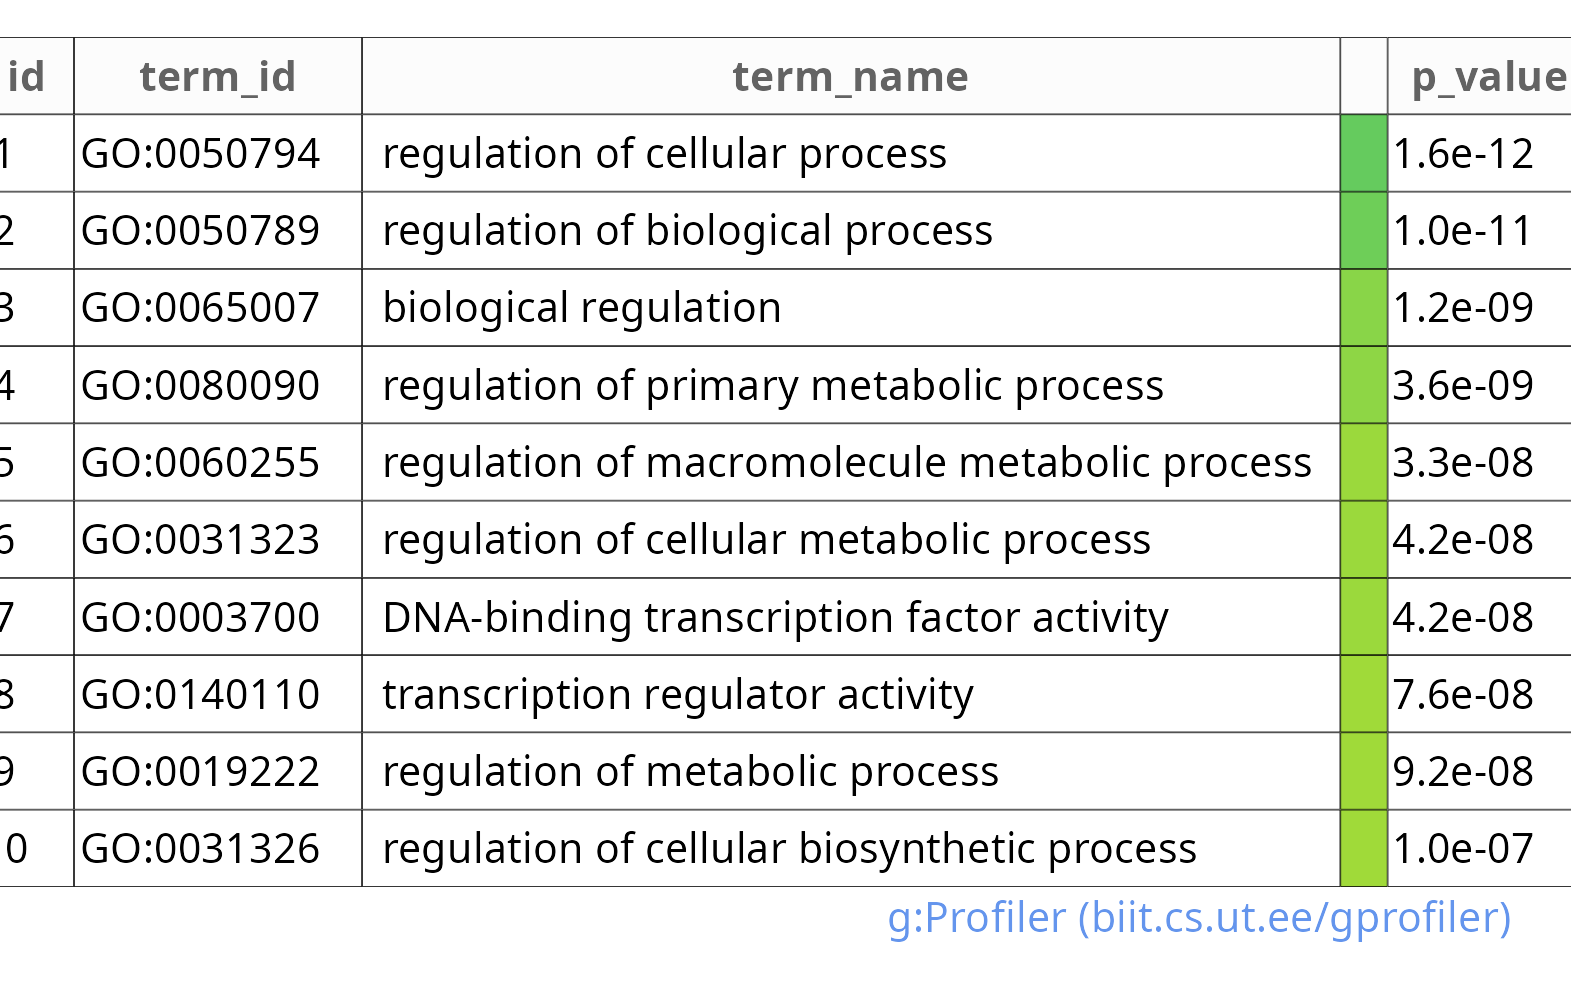 id term_id term_name p_value
1 GO:0050794 regulation of cellular process 1.6e-12
2 GO:0050789 regulation of biological process 1.0e-11
3 GO:0065007 biological regulation 1.2e-09
4 GO:0080090 regulation of primary metabolic process 3.6e-09
5 GO:0060255 regulation of macromolecule metabolic process 3.3e-08
6 GO:0031323 regulation of cellular metabolic process 4.2e-08
7 GO:0003700 DNA-binding transcription factor activity 4.2e-08
8 GO:0140110 transcription regulator activity 7.6e-08
9 GO:0019222 regulation of metabolic process 9.2e-08
0 GO:0031326 regulation of cellular biosynthetic process 1.0e-07
g:Profiler (biit.cs.ut.ee/gprofiler)